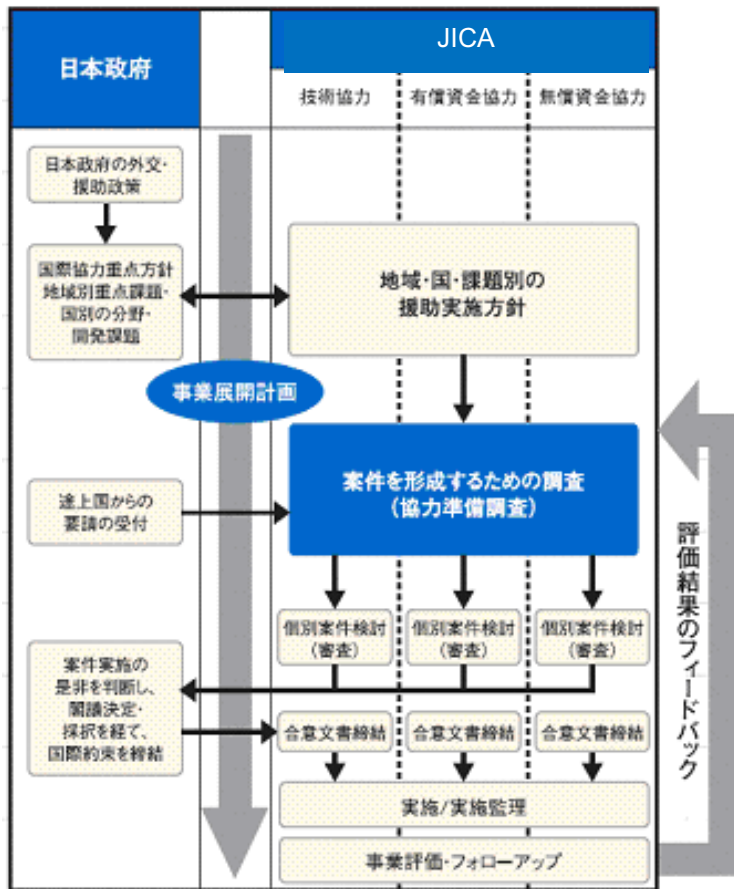 日本政府
JICA
技術協力
有償資金協力
無償資金協力
日本政府の外交・
援助政策
国際協力重点方針
地域別重点課題・
国別の分野・
開発課題
地域・国・課題別の
援助実施方針
事業展開計画
途上国からの
要請の受付
案件を形成するための調査
(協力準備調査)
個別案件検討
(審査)
個別案件検討
(審査)
個別案件検討
(審査)
案件実施の
是非を判断し、
閣議決定・
採択を経て、
国際約束を締結
合意文書締結
合意文書締結
合意文書締結
実施/実施監理
事業評価・フォローアップ
評価結果のフィードバック